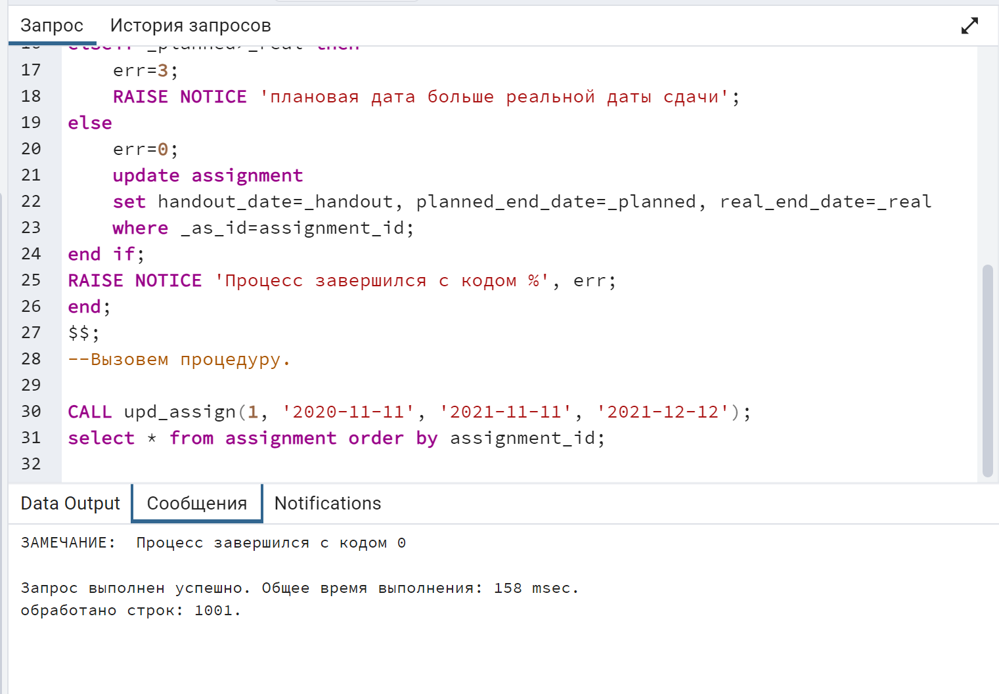 Запрос История запросов
16 elseif _planned>_real then
17 err=3;
18 RAISE NOTICE 'плановая дата больше реальной даты сдачи';
19 else
20 err=0;
21 update assignment
22 set handout_date=_handout, planned_end_date=_planned, real_end_date=_real
23 where _as_id=assignment_id;
24 end if;
25 RAISE NOTICE 'Процесс завершился с кодом %', err;
26 end;
27 $$;
28 --Вызовем процедуру.
29
30 CALL upd_assign(1, '2020-11-11', '2021-11-11', '2021-12-12');
31 select * from assignment order by assignment_id;
32
Data Output Сообщения Notifications
ЗАМЕЧАНИЕ: Процесс завершился с кодом 0
Запрос выполнен успешно. Общее время выполнения: 158 msec.
обработано строк: 1001.